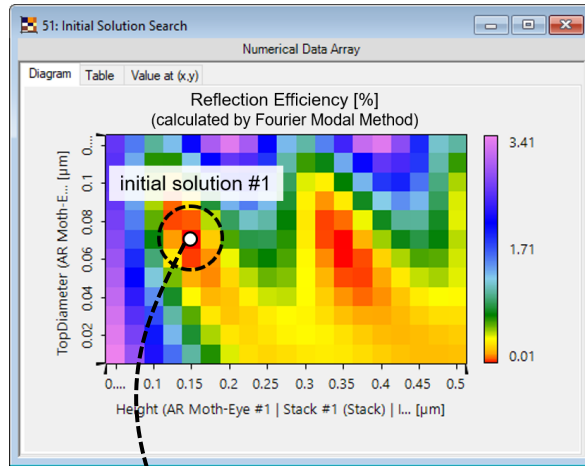 51: Initial Solution Search
Numerical Data Array
Diagram Table Value at (x,y)
Reflection Efficiency [%]
(calculated by Fourier Modal Method)
initial solution #1
TopDiameter (AR Moth-E... [µm]
0....
0.1
0.08
0.06
0.04
0.02
3.41
1.71
0.01
0.... 0.1 0.15 0.2 0.25 0.3 0.35 0.4 0.45 0.5
Height (AR Moth-Eye #1 | Stack #1 (Stack) | I... [µm]